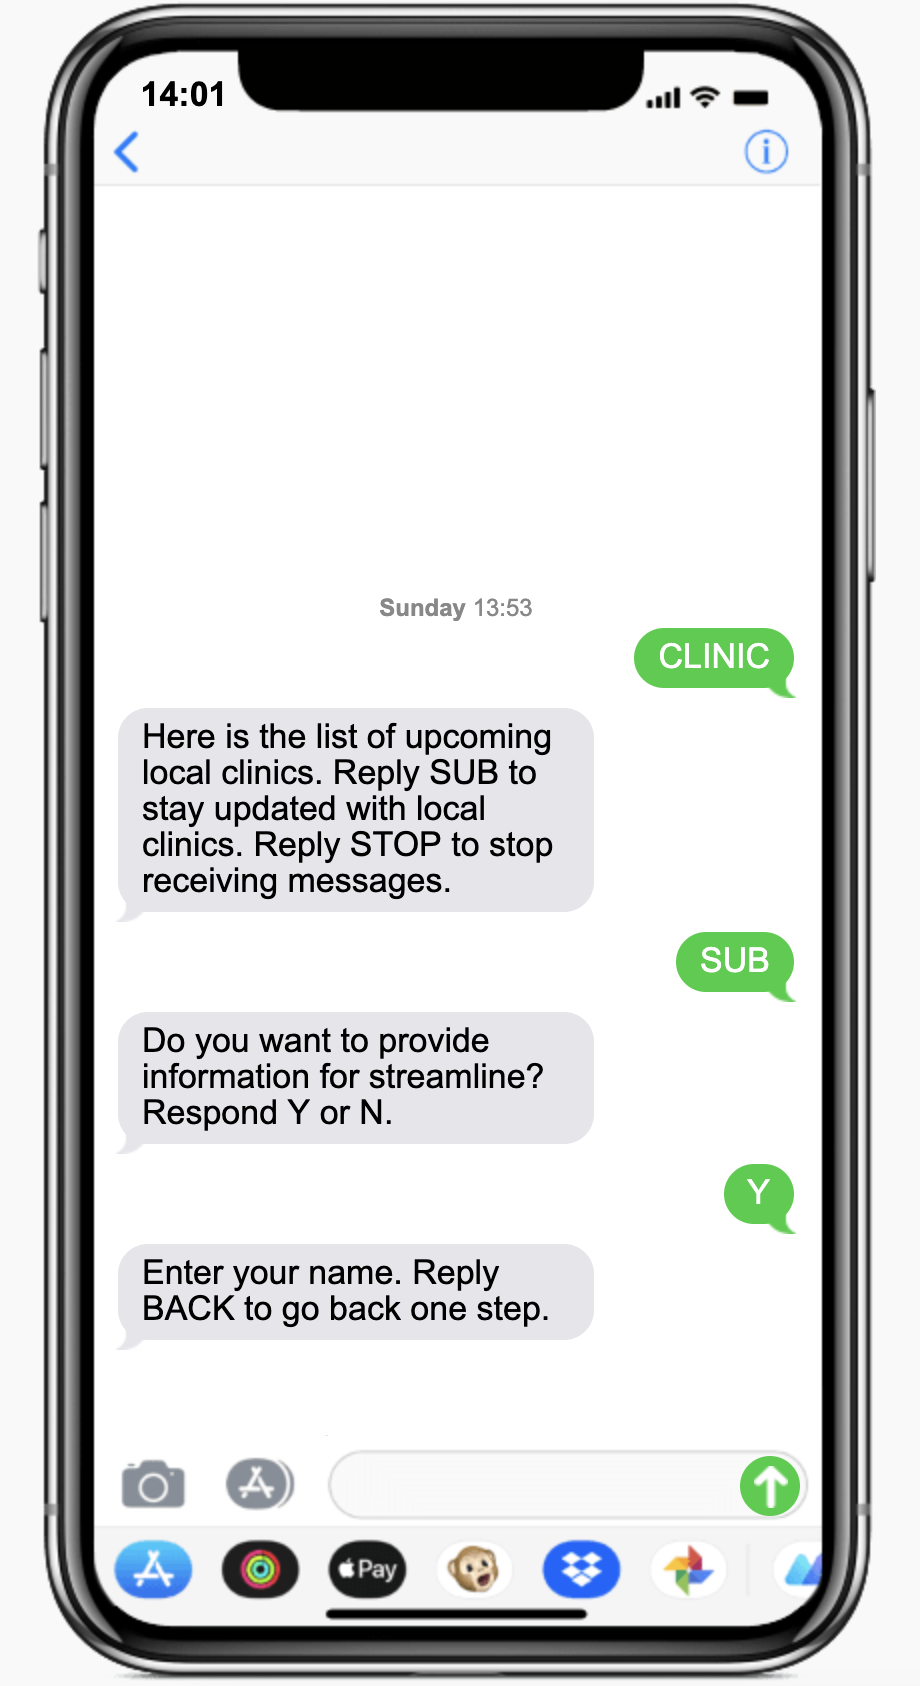 14:01
Sunday 13:53
CLINIC
Here is the list of upcoming
local clinics. Reply SUB to
stay updated with local
clinics. Reply STOP to stop
receiving messages.
SUB
Do you want to provide
information for streamline?
Respond Y or N.
Y
Enter your name. Reply
BACK to go back one step.
Pay